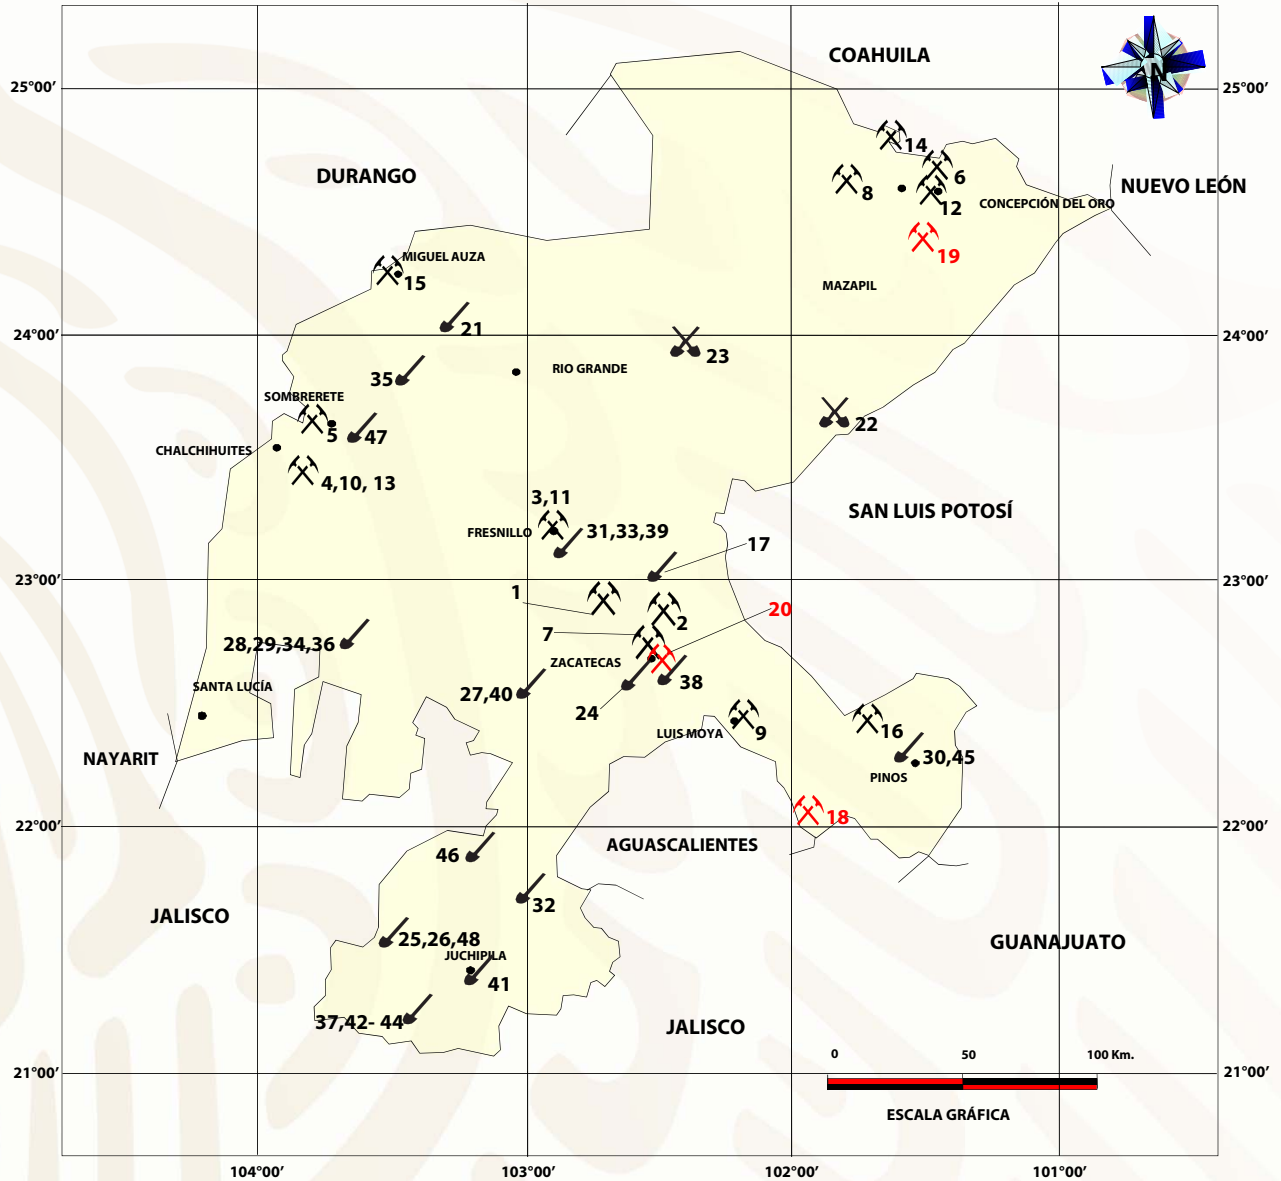 COAHUILA
N
25°00’
25°00’
14
DURANGO
6
NUEVO LEÓN
8
12
CONCEPCIÓN DEL ORO
19
MIGUEL AUZA
15
MAZAPIL
21
24°00’
24°00’
23
RIO GRANDE
35
SOMBRERETE
22
5
47
CHALCHIHUITES
4,10, 13
3,11
SAN LUIS POTOSÍ
FRESNILLO
31,33,39
17
23°00’
23°00’
1
20
2
7
28,29,34,36
ZACATECAS
38
SANTA LUCÍA
27,40
24
LUIS MOYA
9
16
NAYARIT
30,45
PINOS
18
22°00’
22°00’
AGUASCALIENTES
46
32
JALISCO
25,26,48
GUANAJUATO
JUCHIPILA
41
37,42- 44
JALISCO
0
50
100 Km.
21°00’
21°00’
ESCALA GRÁFICA
104°00’
103°00’
102°00’
101°00’